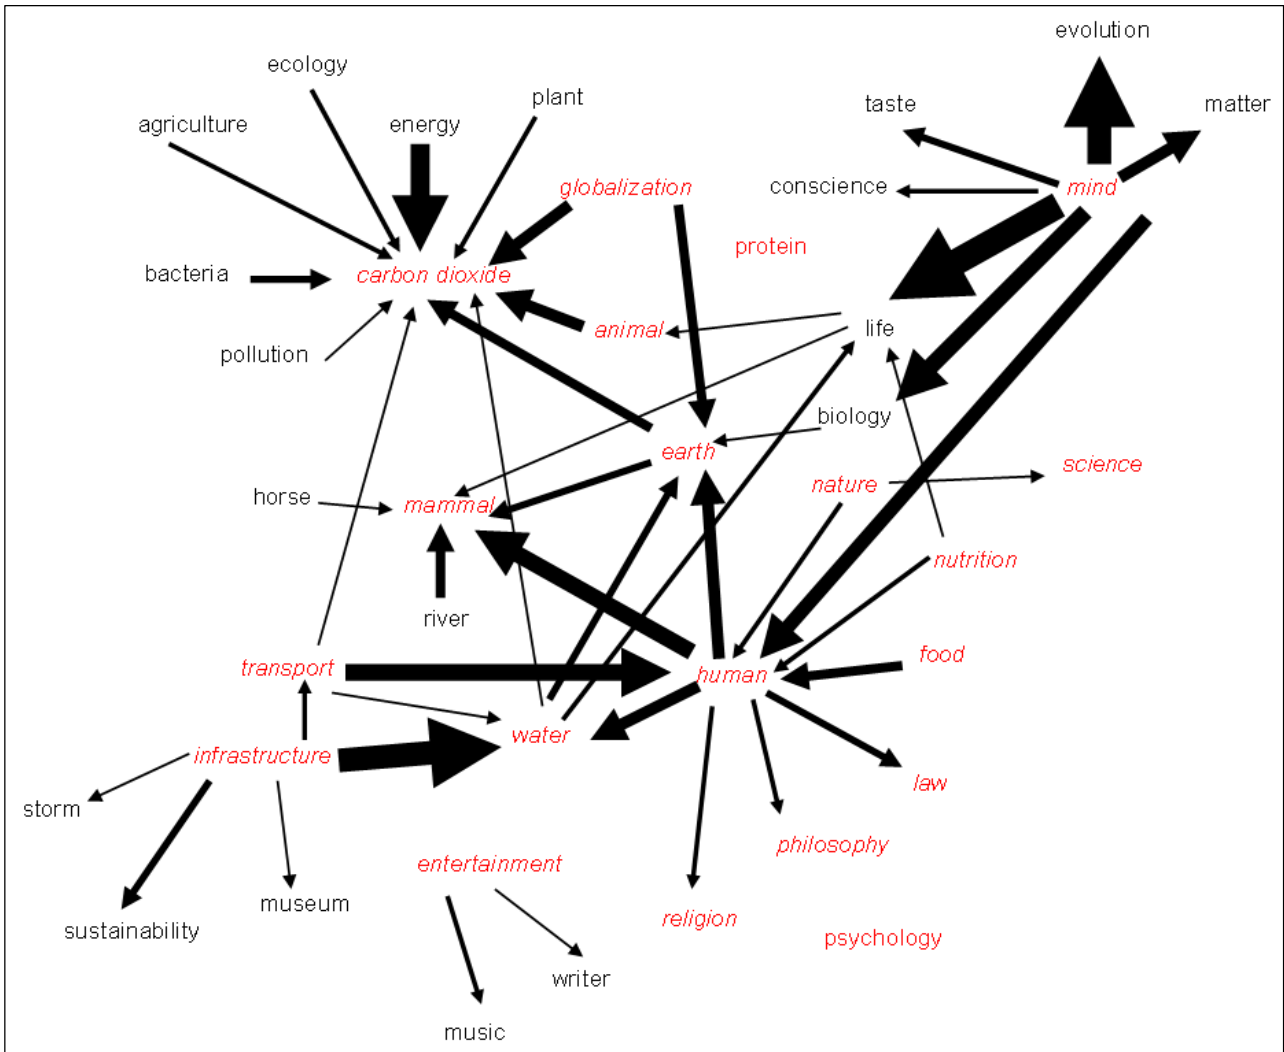 evolution
ecology
plant
taste
matter
agriculture
energy
globalization
conscience
mind
protein
bacteria
carbon dioxide
animal
life
pollution
biology
earth
science
nature
horse
mammal
nutrition
river
food
transport
human
water
infrastructure
law
storm
philosophy
entertainment
museum
religion
sustainability
psychology
writer
music